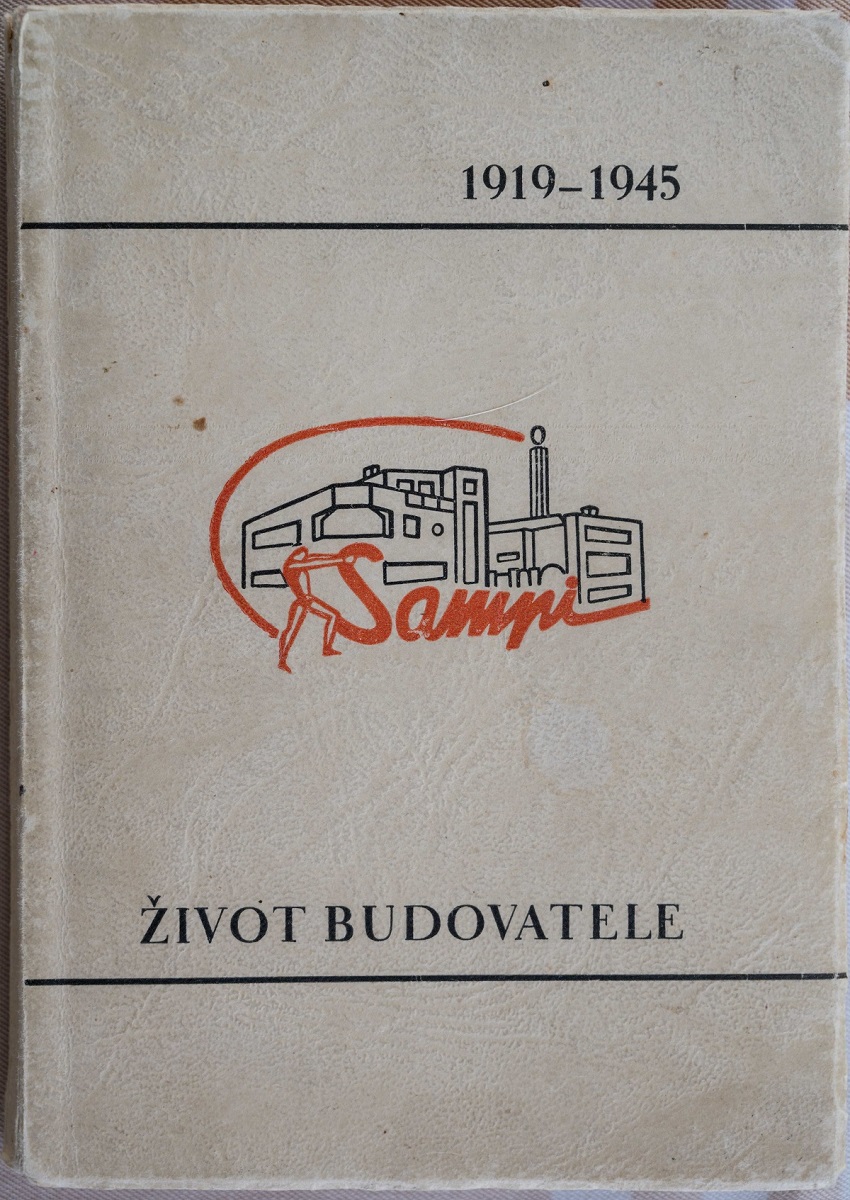 1919–1945
Sampi
ŽIVOT BUDOVATELE